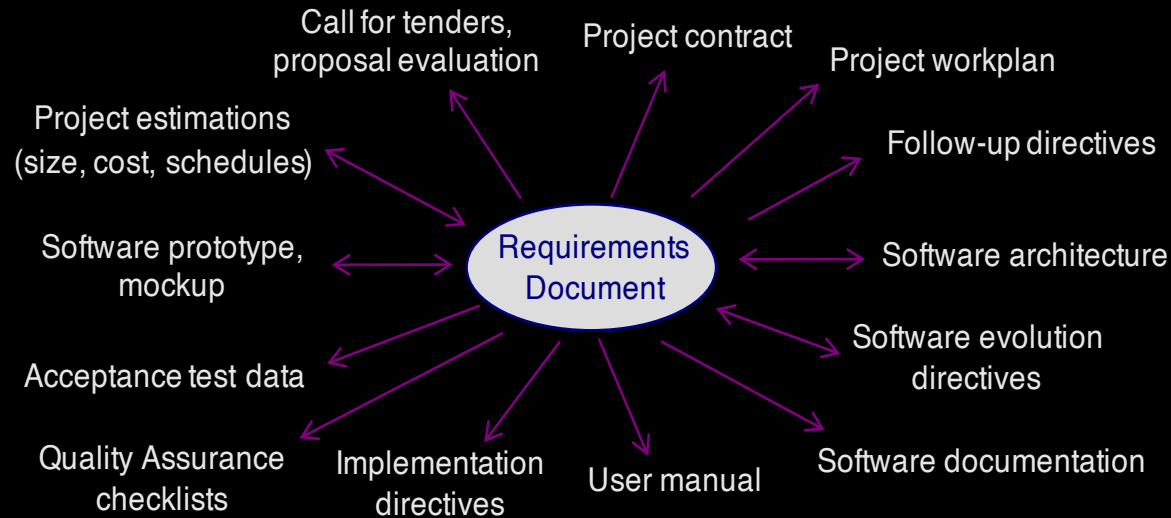 Call for tenders,
proposal evaluation
Project contract
Project workplan
Project estimations
(size, cost, schedules)
Follow-up directives
Requirements
Document
Software prototype,
mockup
Software architecture
Software evolution
directives
Acceptance test data
Quality Assurance
checklists
Implementation
directives
User manual
Software documentation